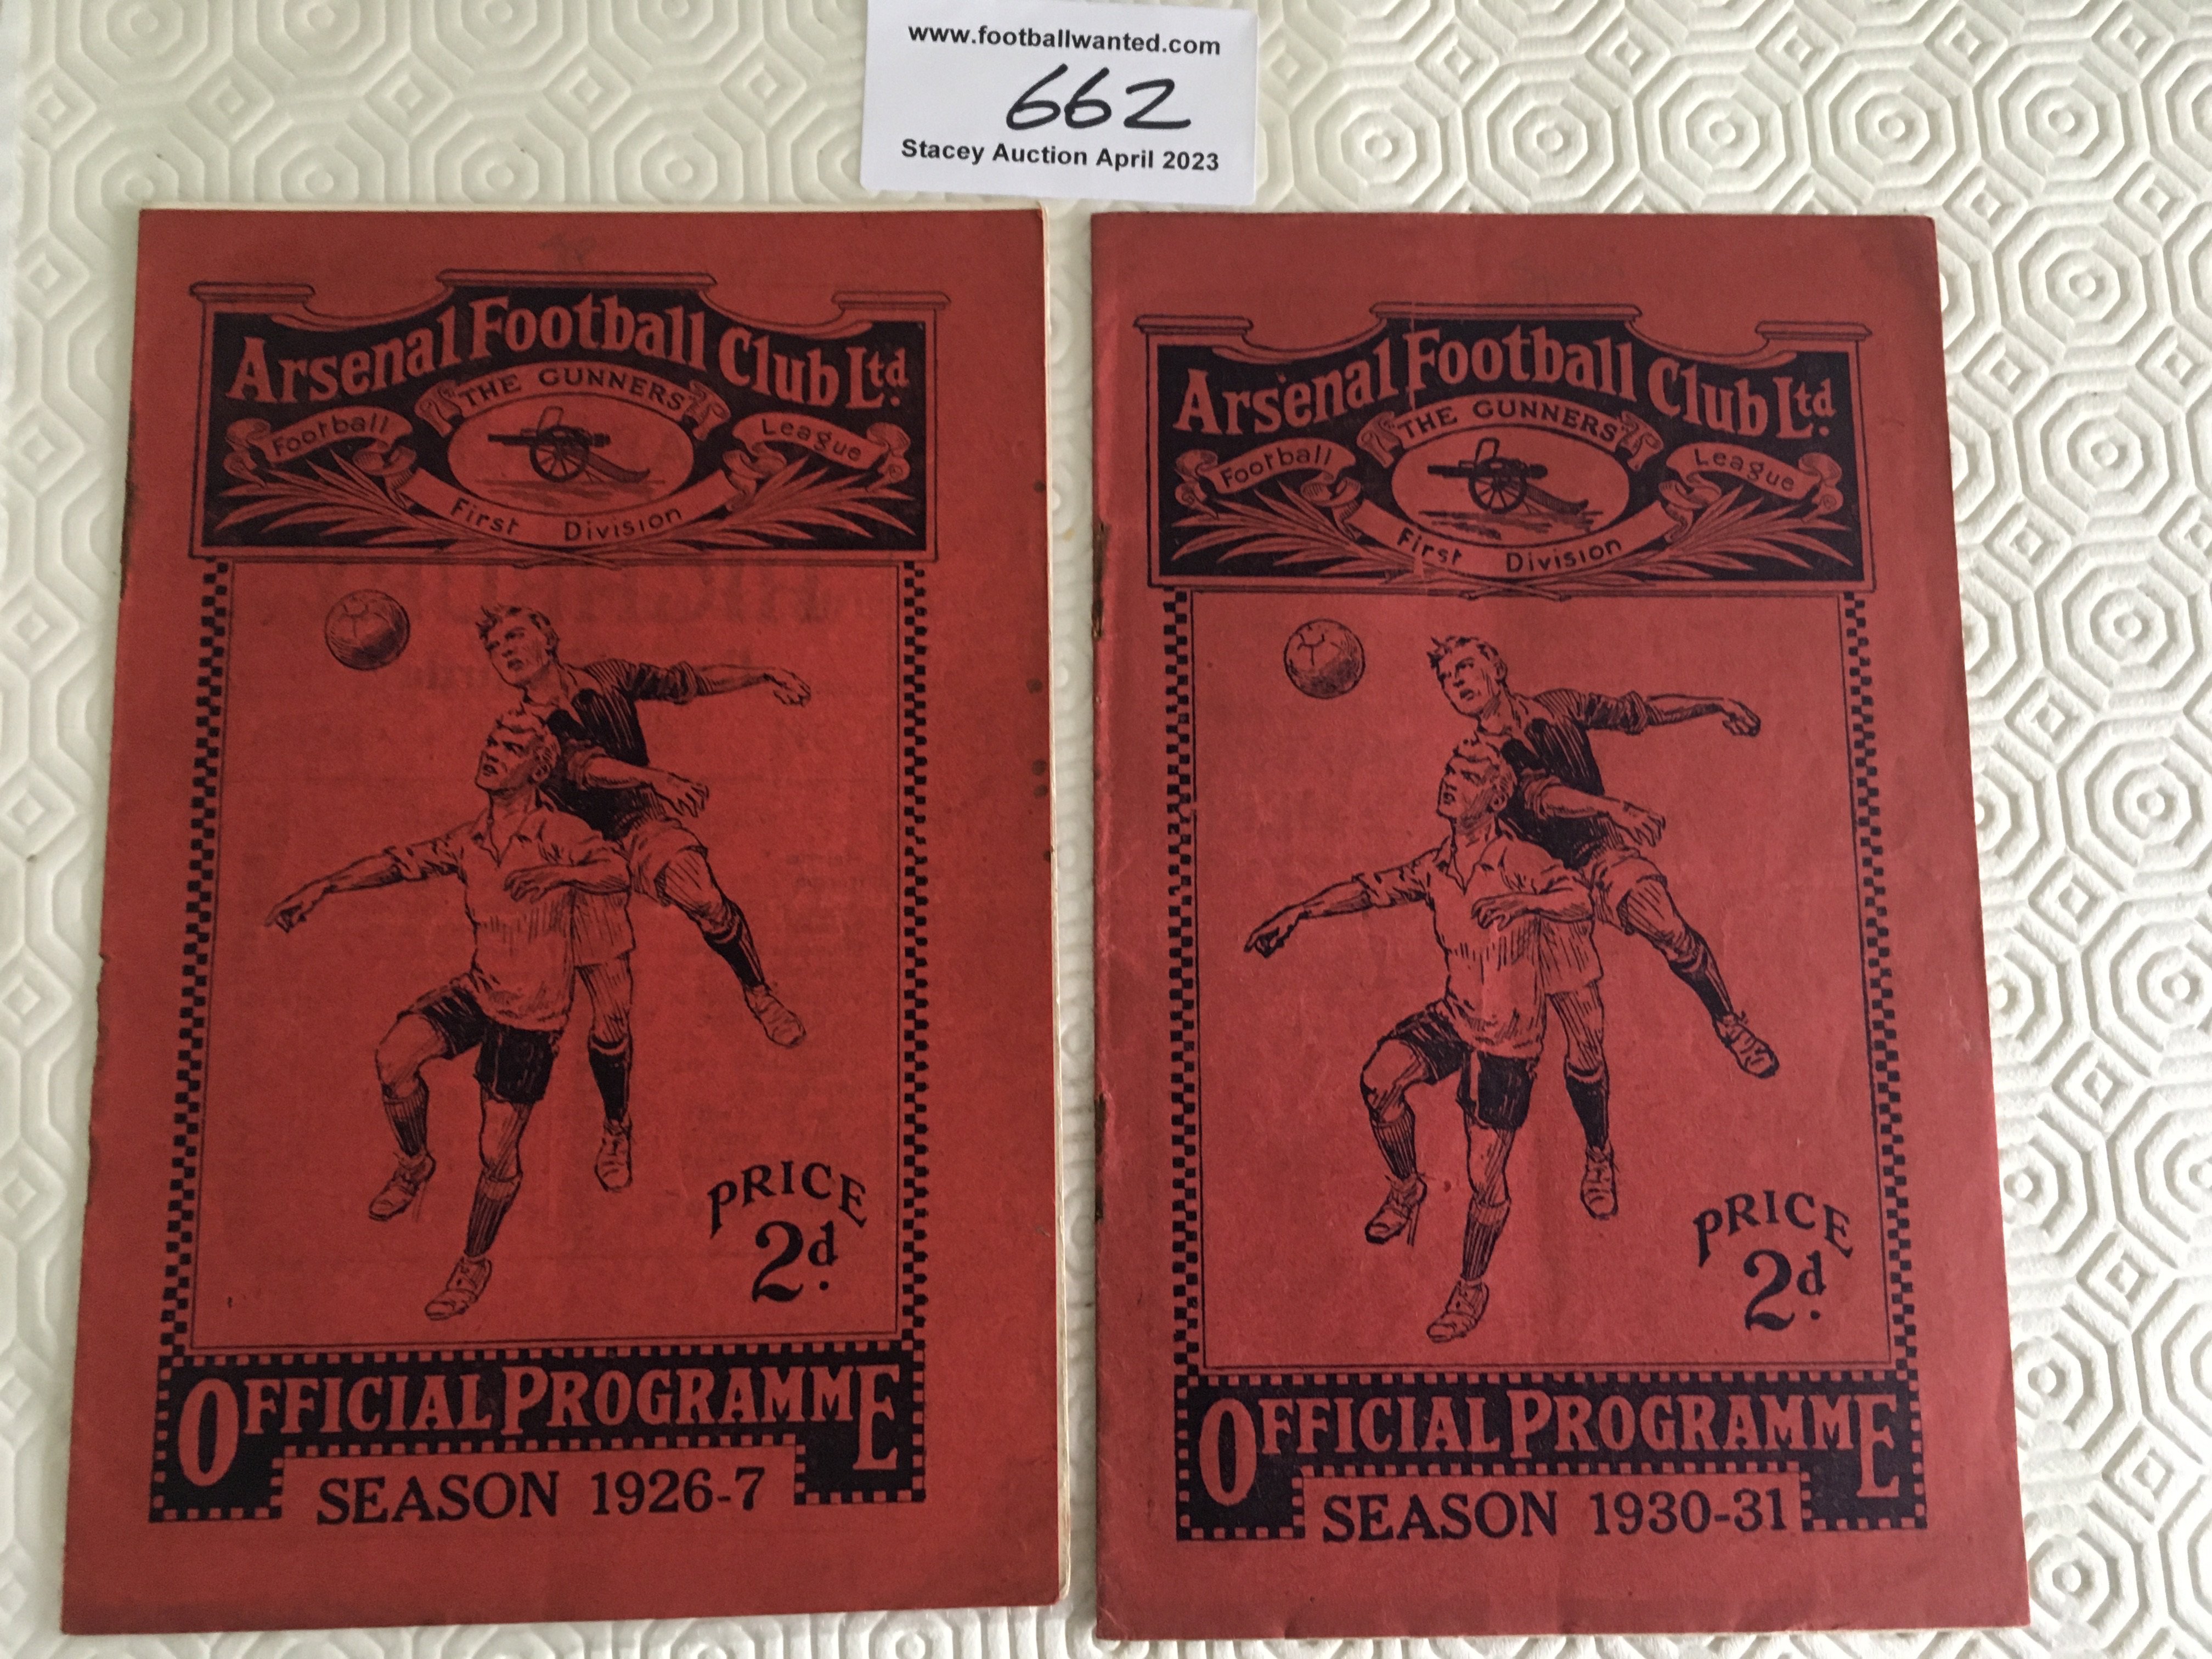 www.footballwanted.com
662
Stacey Auction April 2023
Arsenal Football Club Ltd.
THE GUNNERS
Football League
First Division
PRICE
2d.
OFFICIAL PROGRAMME
SEASON 1926-7
Arsenal Football Club Ltd.
THE GUNNERS
Football League
First Division
PRICE
2d.
OFFICIAL PROGRAMME
SEASON 1930-31